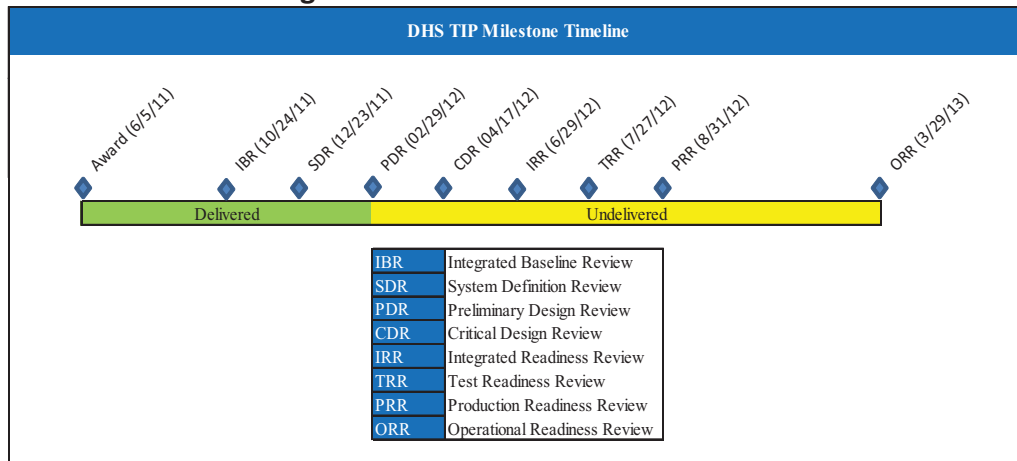 DHS TIP Milestone Timeline
Award (6/5/11)
IBR (10/24/11)
SDR (12/23/11)
PDR (02/29/12)
CDR (04/17/12)
IRR (6/29/12)
TRR (7/27/12)
PRR (8/31/12)
ORR (3/29/13)
Delivered
Undelivered
IBR Integrated Baseline Review
SDR System Definition Review
PDR Preliminary Design Review
CDR Critical Design Review
IRR Integrated Readiness Review
TRR Test Readiness Review
PRR Production Readiness Review
ORR Operational Readiness Review